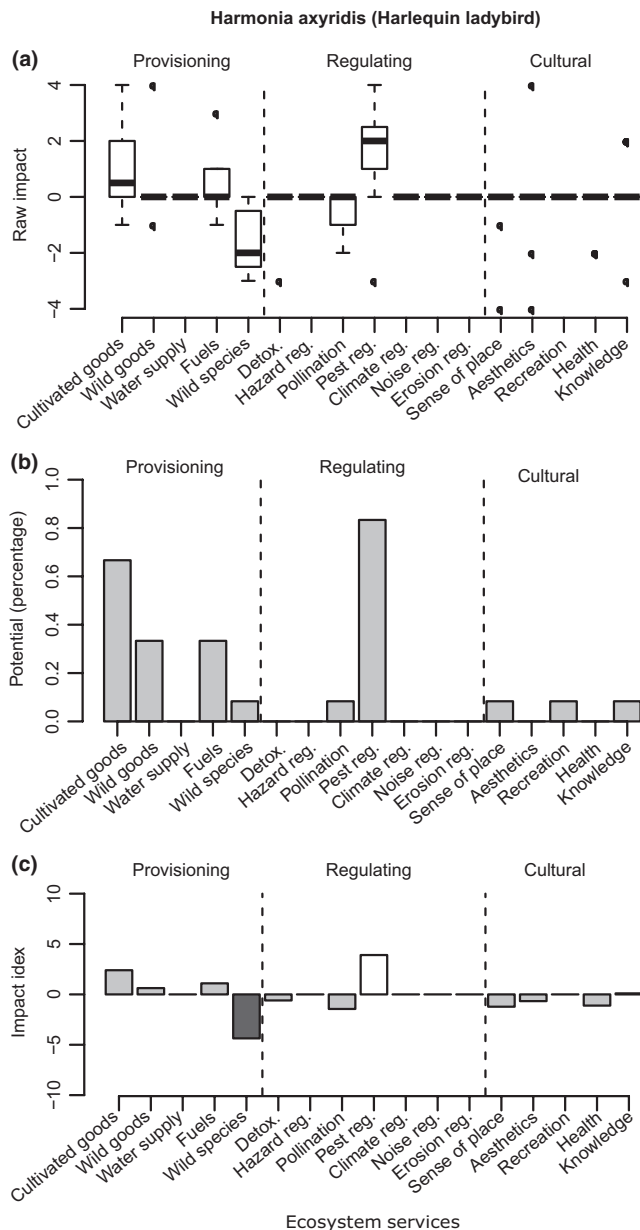 Harmonia axyridis (Harlequin ladybird)
(a)
Provisioning Regulating Cultural
Raw impact
4
2
0
−2
−4
Cultivated goods
Wild goods
Water supply
Fuels
Wild species
Detox.
Hazard reg.
Pollination
Pest reg.
Climate reg.
Noise reg.
Erosion reg.
Sense of place
Aesthetics
Recreation
Health
Knowledge
(b)
Provisioning Regulating Cultural
Potential (percentage)
1.0
0.8
0.6
0.4
0.2
0.0
Cultivated goods
Wild goods
Water supply
Fuels
Wild species
Detox.
Hazard reg.
Pollination
Pest reg.
Climate reg.
Noise reg.
Erosion reg.
Sense of place
Aesthetics
Recreation
Health
Knowledge
(c)
Provisioning Regulating Cultural
Impact idex
10
5
0
−5
−10
Cultivated goods
Wild goods
Water supply
Fuels
Wild species
Detox.
Hazard reg.
Pollination
Pest reg.
Climate reg.
Noise reg.
Erosion reg.
Sense of place
Aesthetics
Recreation
Health
Knowledge
Ecosystem services